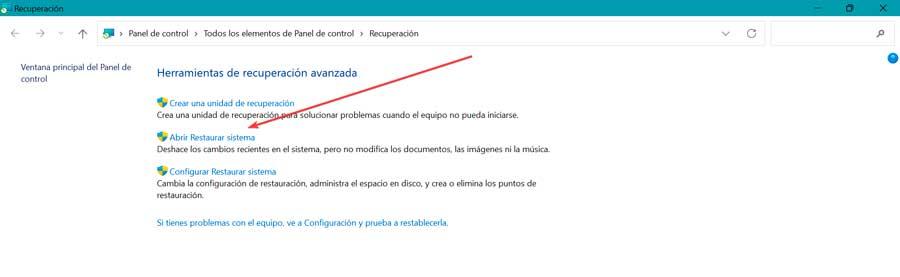 Recuperación
Panel de control > Todos los elementos de Panel de control > Recuperación
Ventana principal del Panel de
control
Herramientas de recuperación avanzada
Crear una unidad de recuperación
Crea una unidad de recuperación para solucionar problemas cuando el equipo no pueda iniciarse.
Abrir Restaurar sistema
Deshace los cambios recientes en el sistema, pero no modifica los documentos, las imágenes ni la música.
Configurar Restaurar sistema
Cambia la configuración de restauración, administra el espacio en disco, y crea o elimina los puntos de
restauración.
Si tienes problemas con el equipo, ve a Configuración y prueba a restablecerla.